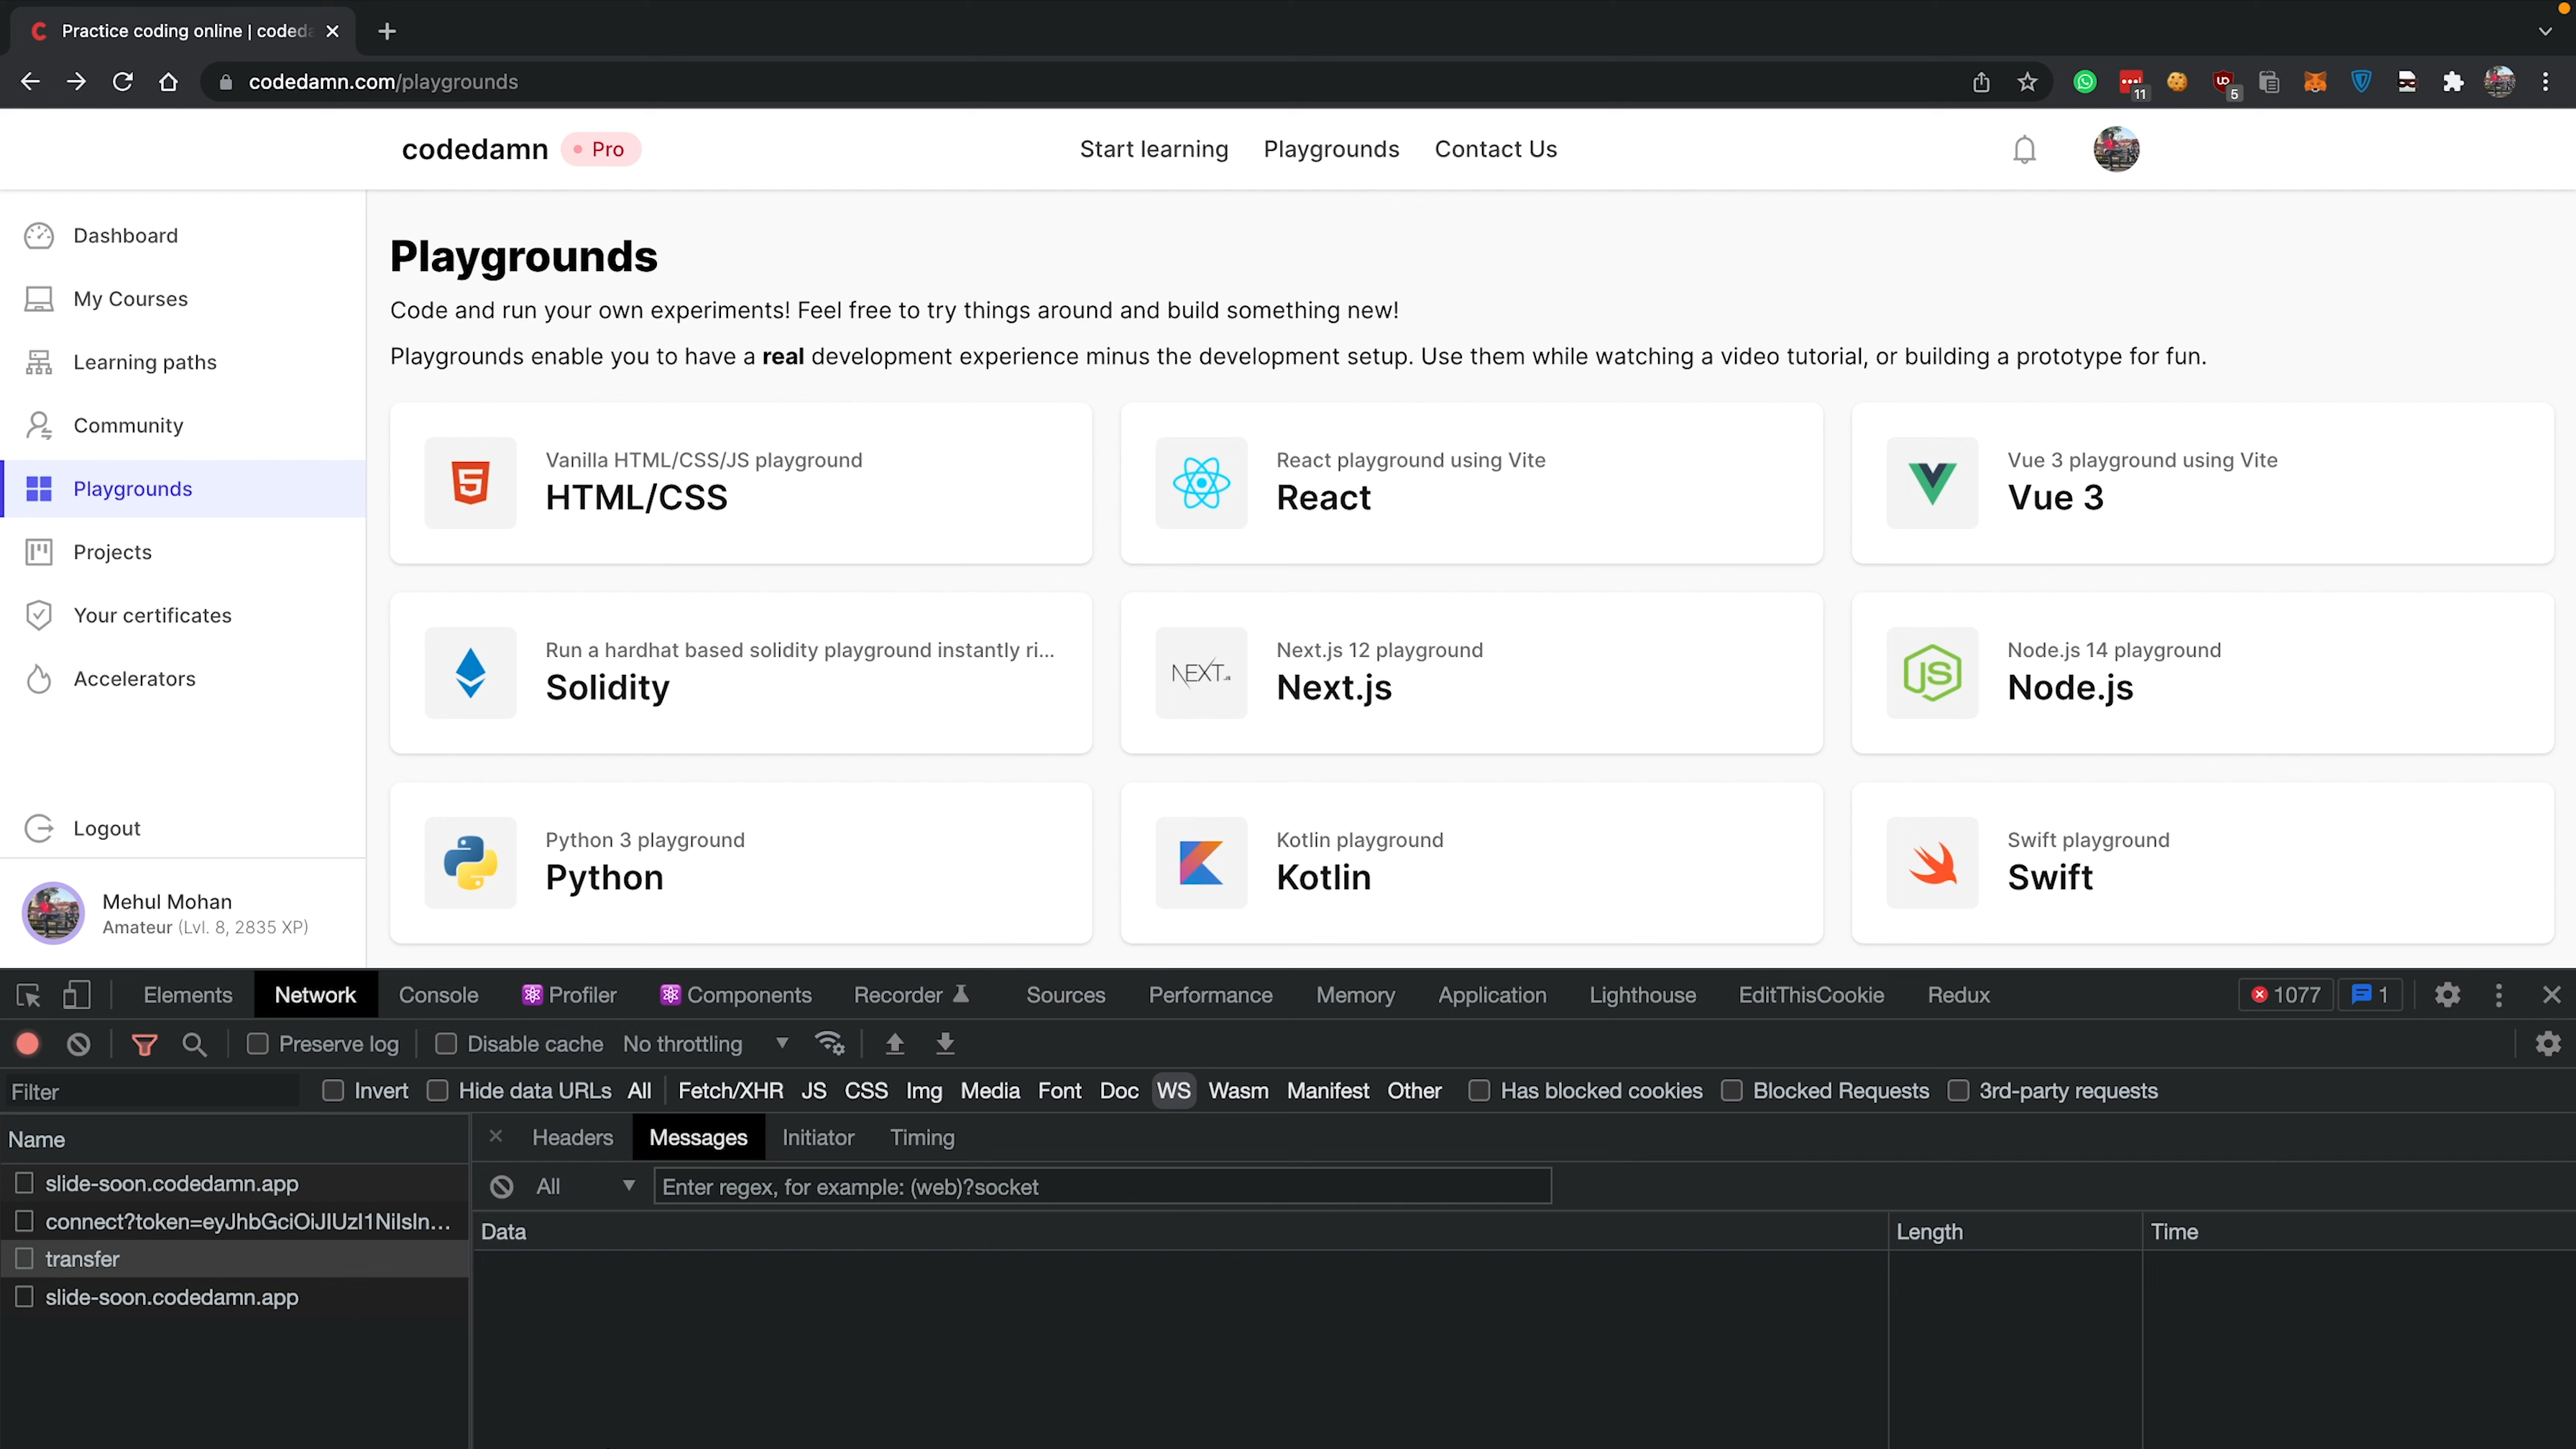 Practice coding online | codeda
codedamn.com/playgrounds
11
5
codedamn
Pro
Start learning
Playgrounds
Contact Us
Dashboard
My Courses
Learning paths
Community
Playgrounds
Projects
Your certificates
Accelerators
Logout
Mehul Mohan
Amateur (Lvl. 8, 2835 XP)
Playgrounds
Code and run your own experiments! Feel free to try things around and build something new!
Playgrounds enable you to have a real development experience minus the development setup. Use them while watching a video tutorial, or building a prototype for fun.
Vanilla HTML/CSS/JS playground
HTML/CSS
React playground using Vite
React
Vue 3 playground using Vite
Vue 3
Run a hardhat based solidity playground instantly ri...
Solidity
NEXT.JS
Next.js 12 playground
Next.js
JS
Node.js 14 playground
Node.js
Python 3 playground
Python
Kotlin playground
Kotlin
Swift playground
Swift
Elements Network Console Profiler Components Recorder Sources Performance Memory Application Lighthouse EditThisCookie Redux 1077 1
Preserve log Disable cache No throttling
Filter Invert Hide data URLs All Fetch/XHR JS CSS Img Media Font Doc WS Wasm Manifest Other Has blocked cookies Blocked Requests 3rd-party requests
Name
slide-soon.codedamn.app
connect?token=eyJhbGciOiJIUzI1NiIsIn...
transfer
slide-soon.codedamn.app
Headers Messages Initiator Timing
All Enter regex, for example: (web)?socket
Data Length Time